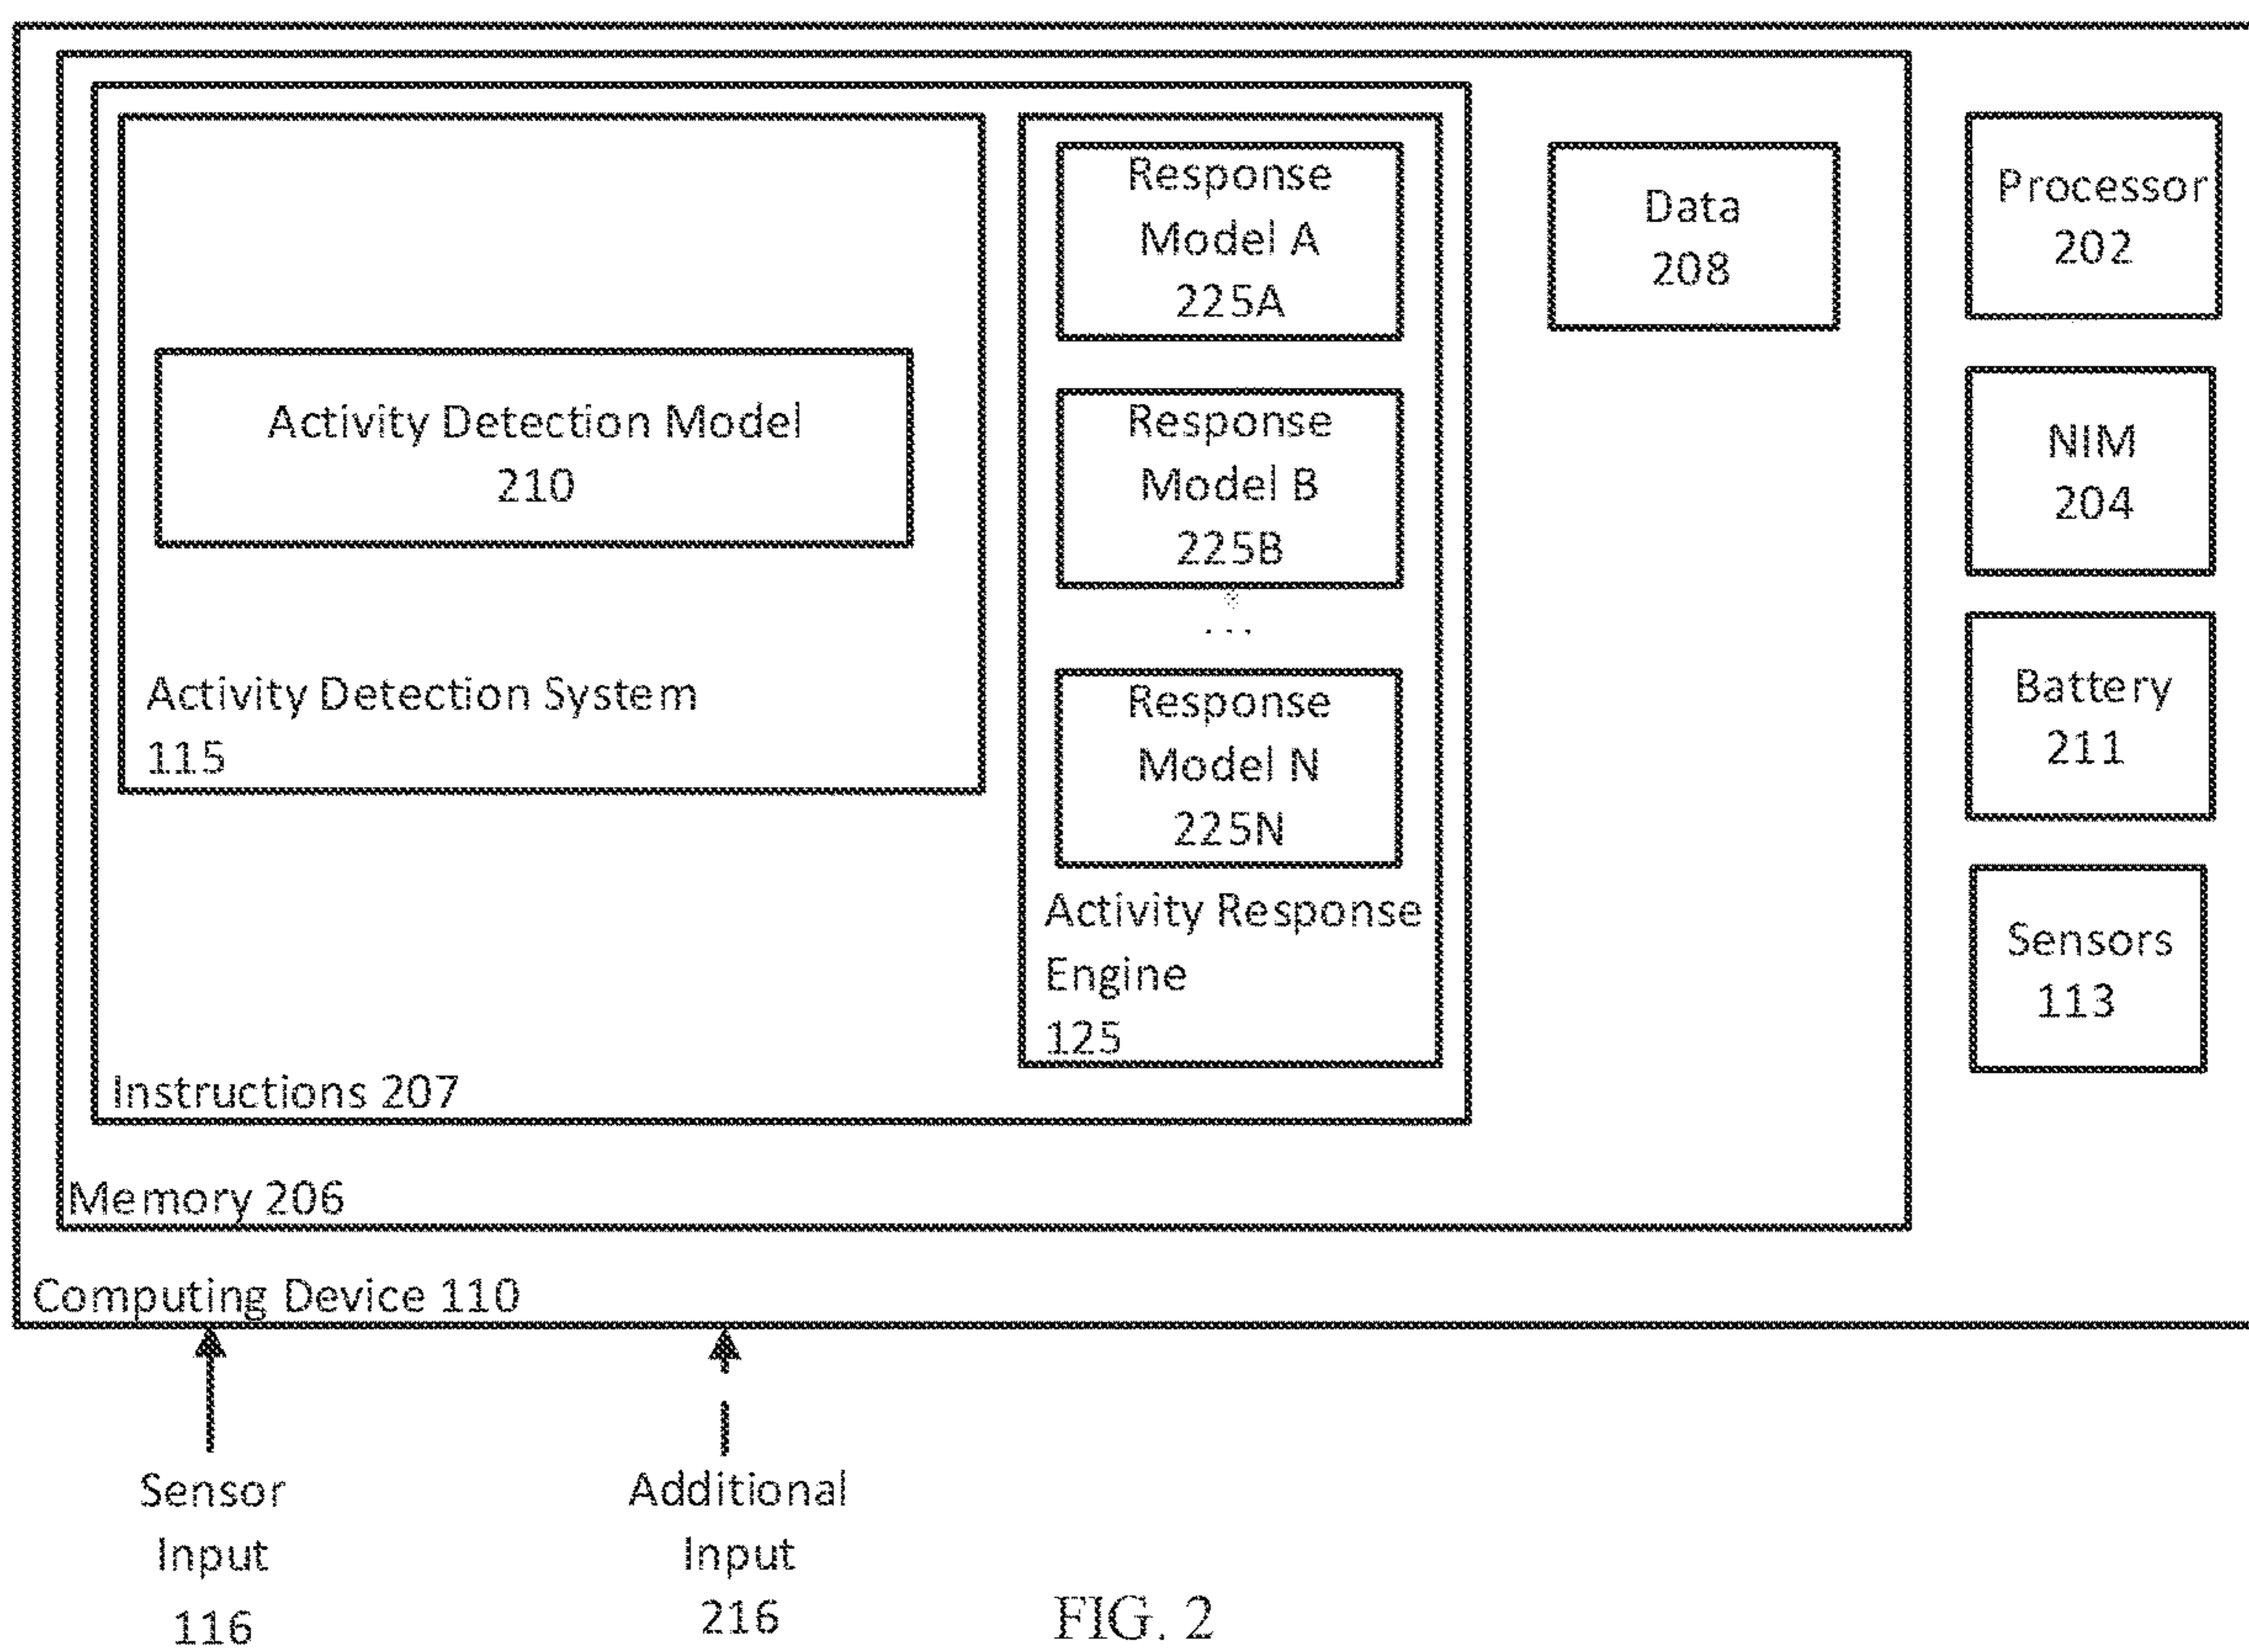 Response
Model A
225A
Data
208
Processor
202
Activity Detection Model
210
Response
Model B
225B
...
NIM
204
Activity Detection System
115
Response
Model N
225N
Battery
211
Activity Response
Engine
125
Sensors
113
Instructions 207
Memory 206
Computing Device 110
Sensor
Input
116
Additional
Input
216
FIG. 2